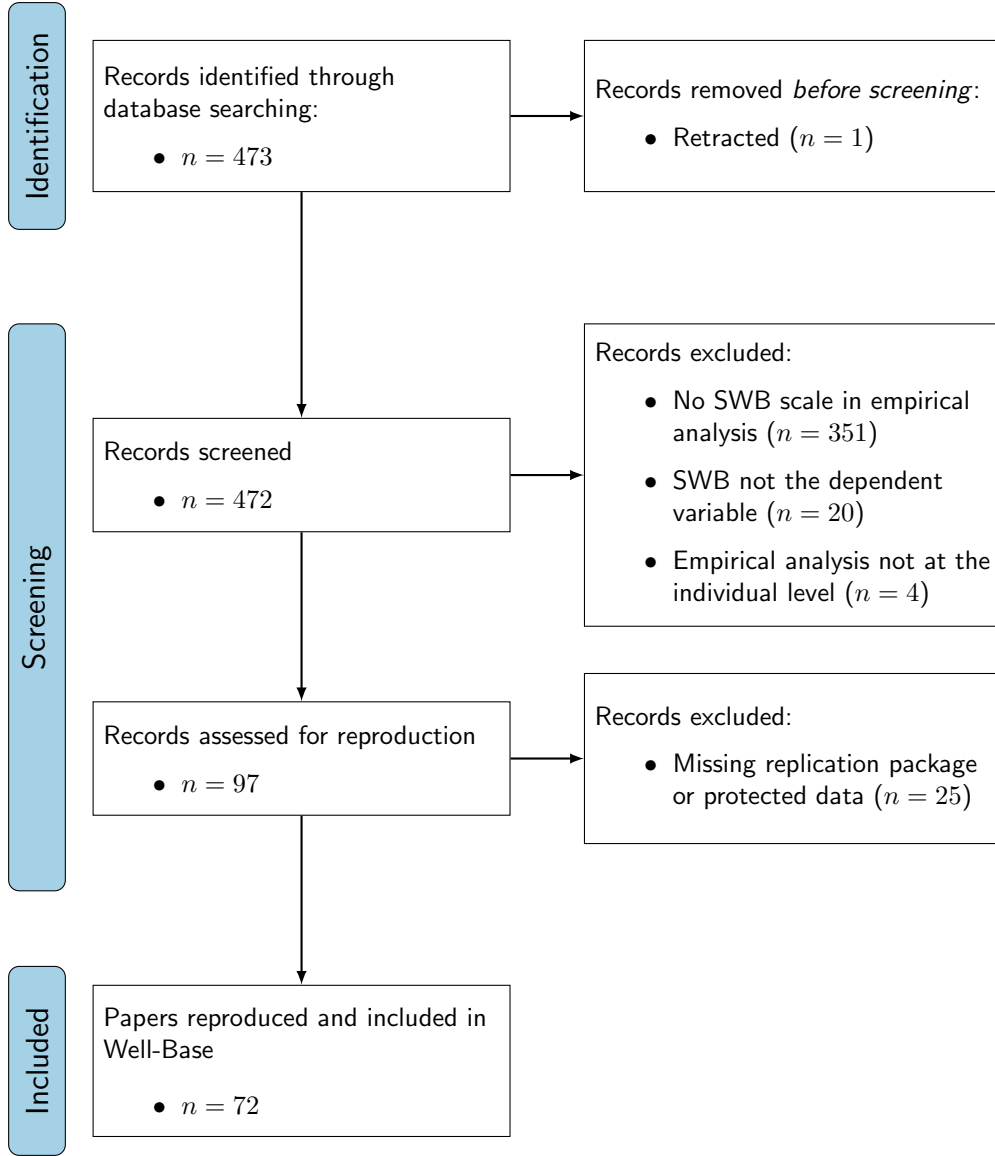 Identification
Records identified through
database searching:
• n = 473
Records removed before screening:
• Retracted (n = 1)
Screening
Records screened
• n = 472
Records excluded:
• No SWB scale in empirical
analysis (n = 351)
• SWB not the dependent
variable (n = 20)
• Empirical analysis not at the
individual level (n = 4)
Records assessed for reproduction
• n = 97
Records excluded:
• Missing replication package
or protected data (n = 25)
Included
Papers reproduced and included in
Well-Base
• n = 72